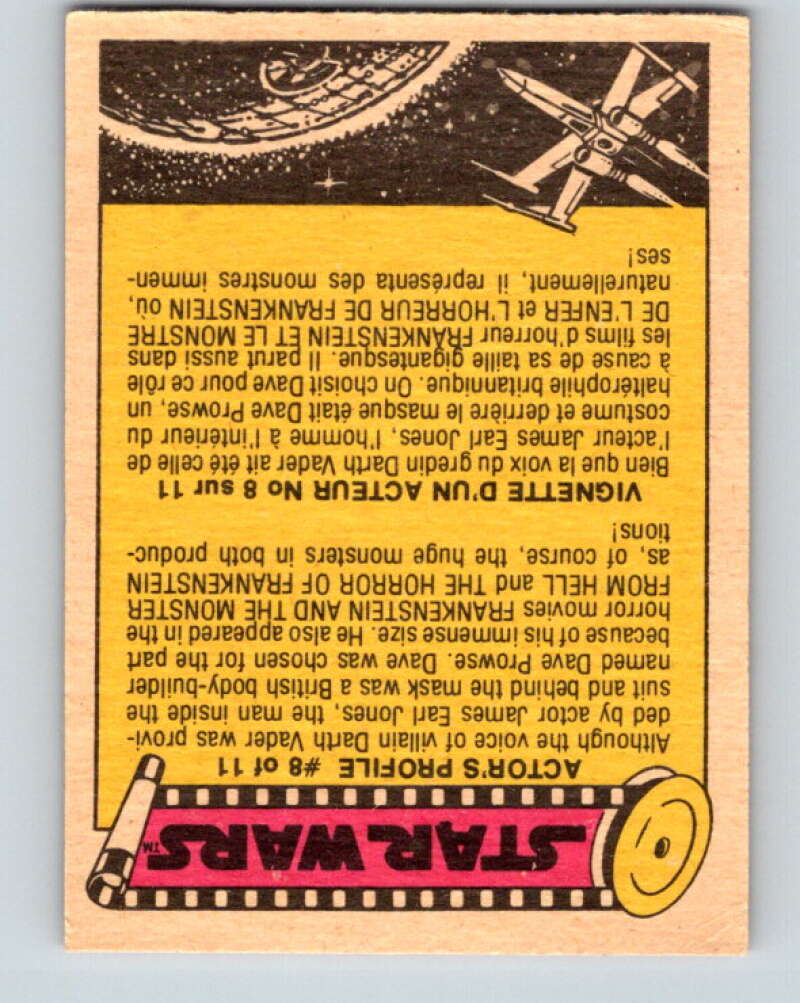 STAR WARS™
ACTOR'S PROFILE #8 of 11
Although the voice of villain Darth Vader was provi-
ded by actor James Earl Jones, the man inside the
suit and behind the mask was a British body-builder
named Dave Prowse. Dave was chosen for the part
because of his immense size. He also appeared in the
horror movies FRANKENSTEIN AND THE MONSTER
FROM HELL and THE HORROR OF FRANKENSTEIN
as, of course, the huge monsters in both produc-
tions!
VIGNETTE D'UN ACTEUR No 8 sur 11
Bien que la voix du gredin Darth Vader ait été celle de
l'acteur James Earl Jones, l'homme à l'intérieur du
costume et derrière le masque était Dave Prowse, un
haltérophile britannique. On choisit Dave pour ce rôle
à cause de sa taille gigantesque. Il parut aussi dans
les films d'horreur FRANKENSTEIN ET LE MONSTRE
DE L'ENFER et L'HORREUR DE FRANKENSTEIN où,
naturellement, il représenta des monstres immen-
ses!